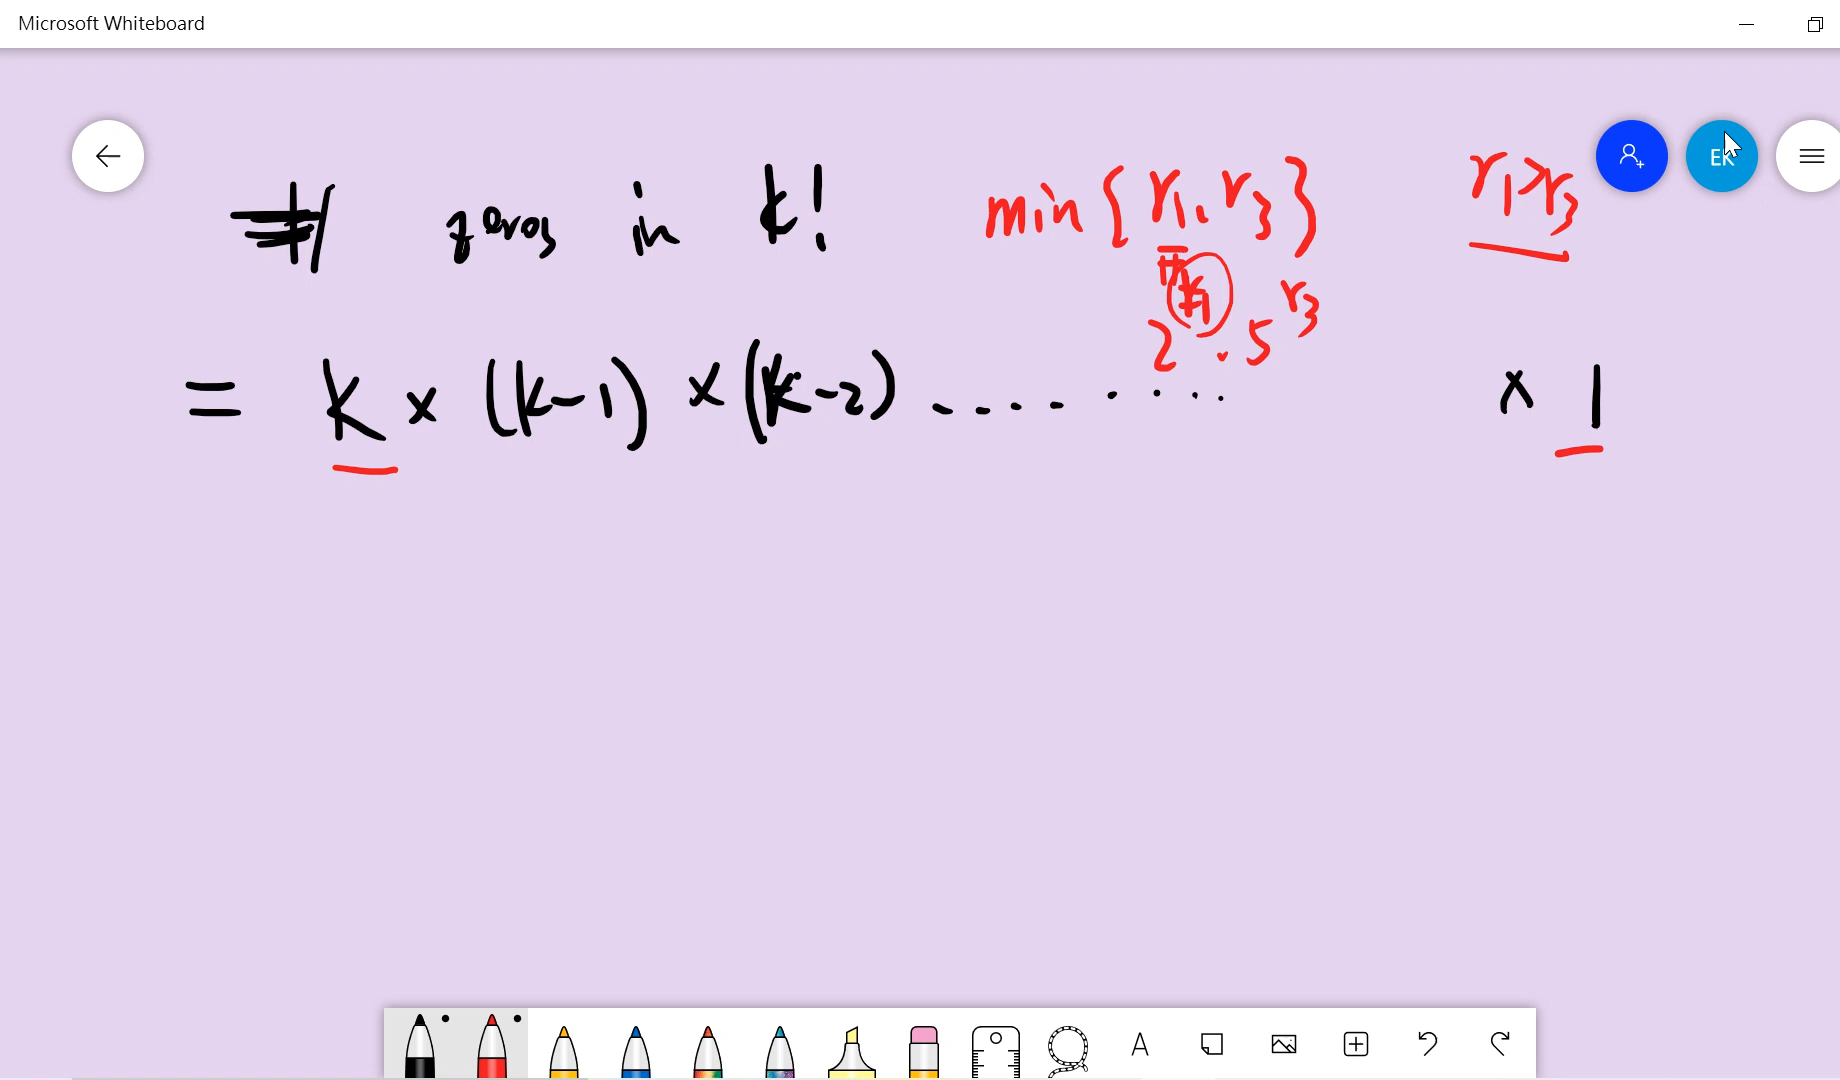 Microsoft Whiteboard
# zeros in k! min{r1, r3} r1>r3
EK
2 . 5^r3
= k x (k-1) x (k-2) - - - - . . . . x 1
A